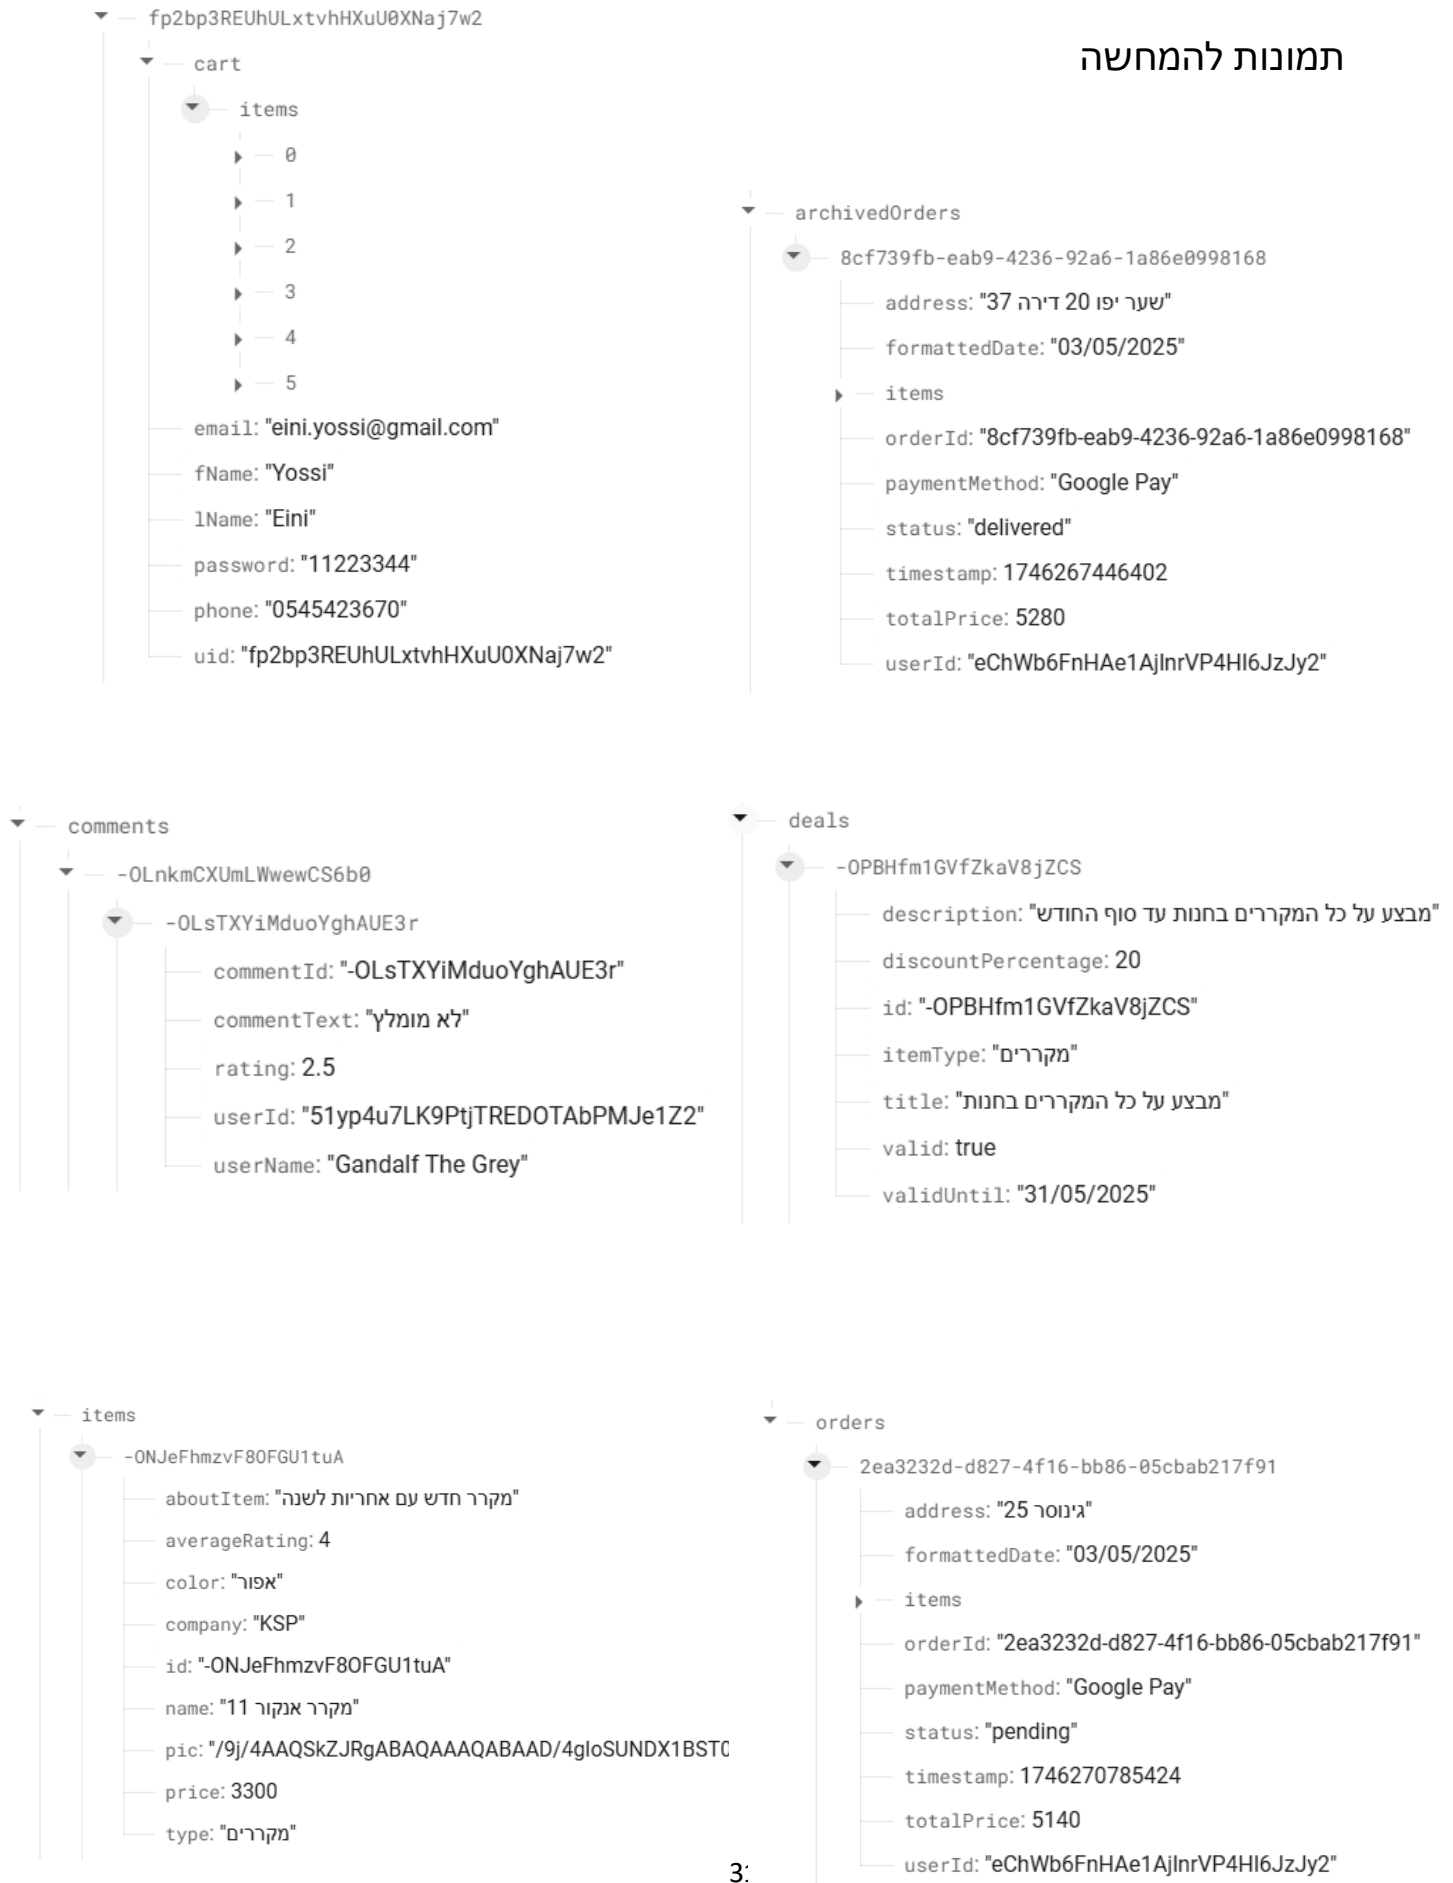 תמונות להמחשה
fp2bp3REUhULxtvhHXuU0XNaj7w2
cart
items
0
1
2
3
4
5
email: "eini.yossi@gmail.com"
fName: "Yossi"
lName: "Eini"
password: "11223344"
phone: "0545423670"
uid: "fp2bp3REUhULxtvhHXuU0XNaj7w2"
archivedOrders
8cf739fb-eab9-4236-92a6-1a86e0998168
address: "שער יפו 20 דירה 37"
formattedDate: "03/05/2025"
items
orderId: "8cf739fb-eab9-4236-92a6-1a86e0998168"
paymentMethod: "Google Pay"
status: "delivered"
timestamp: 1746267446402
totalPrice: 5280
userId: "eChWb6FnHAe1AjlnrVP4HI6JzJy2"
comments
-OLnkmCXUmLWwewCS6b0
-OLsTXYiMduoYghAUE3r
commentId: "-OLsTXYiMduoYghAUE3r"
commentText: "לא מומלץ"
rating: 2.5
userId: "51yp4u7LK9PtjTREDOTAbPMJe1Z2"
userName: "Gandalf The Grey"
deals
-OPBHfm1GVfZkaV8jZCS
description: "מבצע על כל המקררים בחנות עד סוף החודש"
discountPercentage: 20
id: "-OPBHfm1GVfZkaV8jZCS"
itemType: "מקררים"
title: "מבצע על כל המקררים בחנות"
valid: true
validUntil: "31/05/2025"
items
-ONJeFhmzvF8OFGU1tuA
aboutItem: "מקרר חדש עם אחריות לשנה"
averageRating: 4
color: "אפור"
company: "KSP"
id: "-ONJeFhmzvF8OFGU1tuA"
name: "מקרר אנקור 11"
pic: "/9j/4AAQSkZJRgABAQAAAQABAAD/4gIoSUNDX1BST0
price: 3300
type: "מקררים"
orders
2ea3232d-d827-4f16-bb86-05cbab217f91
address: "גינוסר 25"
formattedDate: "03/05/2025"
items
orderId: "2ea3232d-d827-4f16-bb86-05cbab217f91"
paymentMethod: "Google Pay"
status: "pending"
timestamp: 1746270785424
totalPrice: 5140
userId: "eChWb6FnHAe1AjlnrVP4HI6JzJy2"